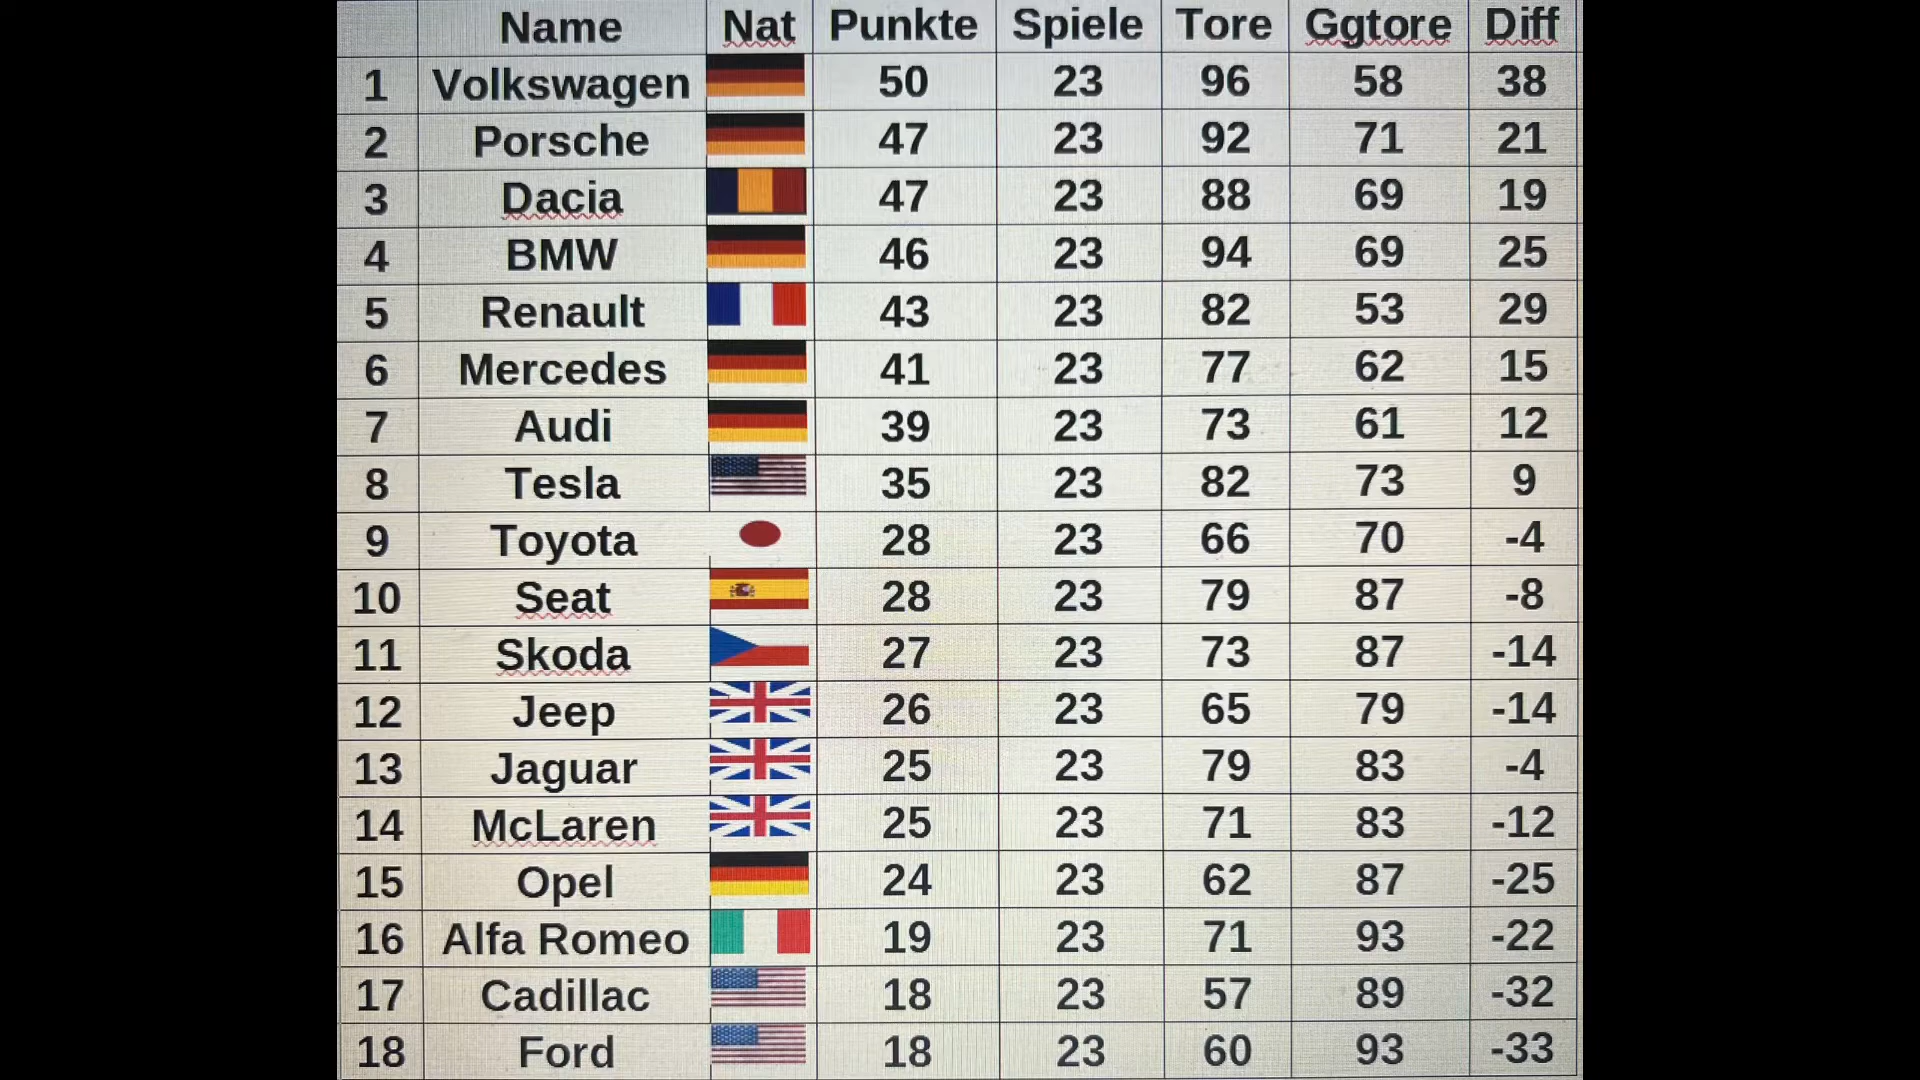 Name Nat Punkte Spiele Tore Ggtore Diff
1 Volkswagen 50 23 96 58 38
2 Porsche 47 23 92 71 21
3 Dacia 47 23 88 69 19
4 BMW 46 23 94 69 25
5 Renault 43 23 82 53 29
6 Mercedes 41 23 77 62 15
7 Audi 39 23 73 61 12
8 Tesla 35 23 82 73 9
9 Toyota 28 23 66 70 -4
10 Seat 28 23 79 87 -8
11 Skoda 27 23 73 87 -14
12 Jeep 26 23 65 79 -14
13 Jaguar 25 23 79 83 -4
14 McLaren 25 23 71 83 -12
15 Opel 24 23 62 87 -25
16 Alfa Romeo 19 23 71 93 -22
17 Cadillac 18 23 57 89 -32
18 Ford 18 23 60 93 -33